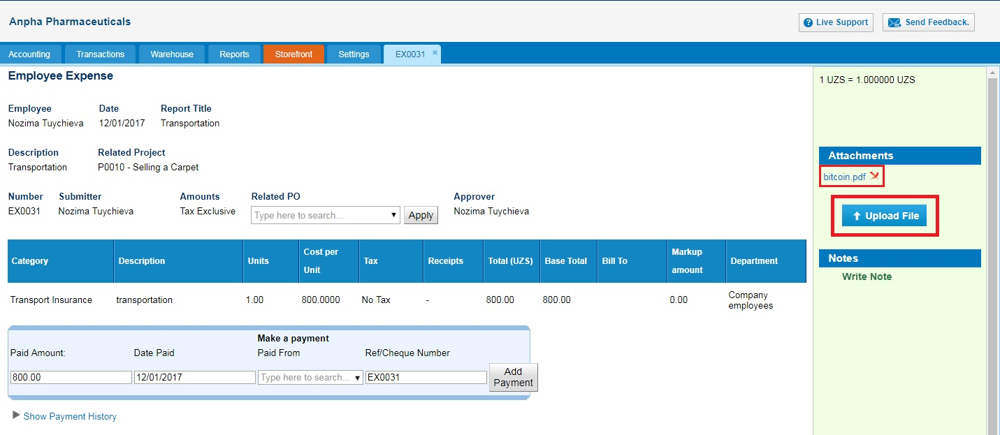 Anpha Pharmaceuticals
Live Support
Send Feedback.
Accounting Transactions Warehouse Reports Storefront Settings EX0031
Employee Expense
1 UZS = 1.000000 UZS
Employee Date Report Title
Nozima Tuychieva 12/01/2017 Transportation
Description Related Project
Transportation P0010 - Selling a Carpet
Number Submitter Amounts Related PO Approver
EX0031 Nozima Tuychieva Tax Exclusive Type here to search... Apply Nozima Tuychieva
Attachments
bitcoin.pdf
Upload File
Notes
Write Note
Category Description Units Cost per Unit Tax Receipts Total (UZS) Base Total Bill To Markup amount Department
Transport Insurance transportation 1.00 800.0000 No Tax - 800.00 800.00 0.00 Company employees
Make a payment
Paid Amount: Date Paid Paid From Ref/Cheque Number
800.00 12/01/2017 Type here to search... EX0031 Add Payment
Show Payment History